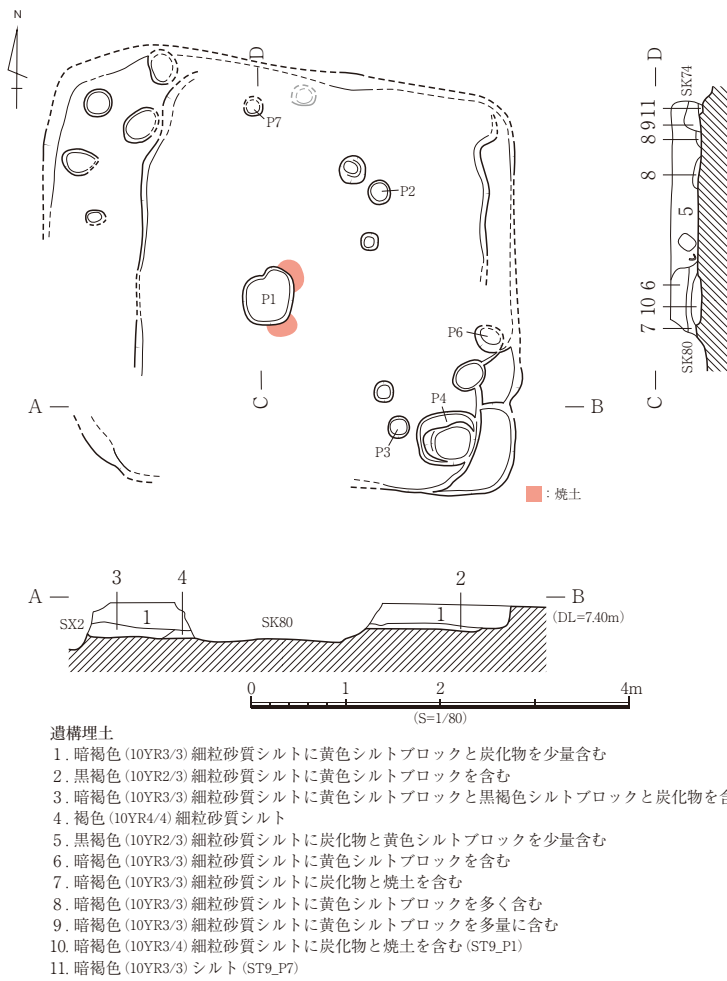 N
D
P7
P2
P1
P6
A
B
P4
C
P3
：焼土
D
SK74
8 9 11
8
5
7 10 6
SK80
C
A
3
4
2
B
1
1
SX2
SK80
(DL=7.40m)
0 1 2 4m
(S=1/80)
遺構埋土
1. 暗褐色(10YR3/3)細粒砂質シルトに黄色シルトブロックと炭化物を少量含む
2. 黒褐色(10YR2/3)細粒砂質シルトに黄色シルトブロックを含む
3. 暗褐色(10YR3/3)細粒砂質シルトに黄色シルトブロックと黒褐色シルトブロックと炭化物を含
4. 褐色(10YR4/4)細粒砂質シルト
5. 黒褐色(10YR2/3)細粒砂質シルトに炭化物と黄色シルトブロックを少量含む
6. 暗褐色(10YR3/3)細粒砂質シルトに黄色シルトブロックを含む
7. 暗褐色(10YR3/3)細粒砂質シルトに炭化物と焼土を含む
8. 暗褐色(10YR3/3)細粒砂質シルトに黄色シルトブロックを多く含む
9. 暗褐色(10YR3/3)細粒砂質シルトに黄色シルトブロックを多量に含む
10. 暗褐色(10YR3/4)細粒砂質シルトに炭化物と焼土を含む(ST9_P1)
11. 暗褐色(10YR3/3)シルト(ST9_P7)